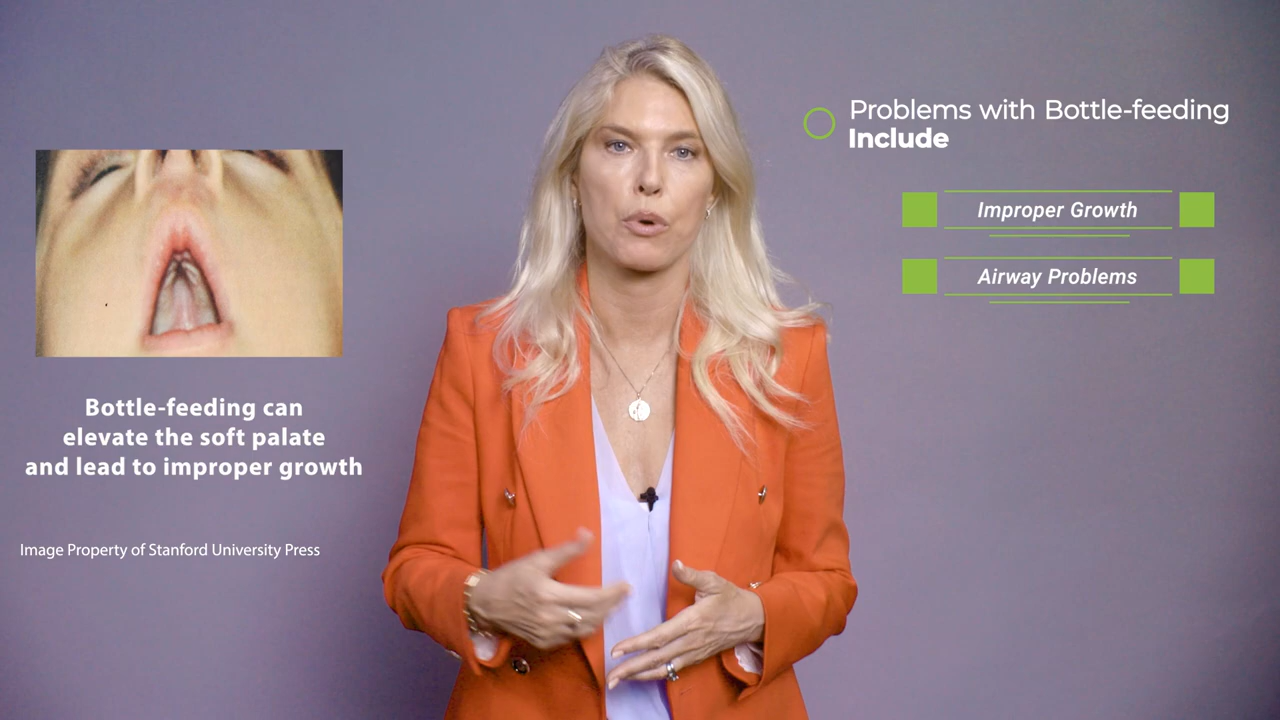 Problems with Bottle-feeding
Include
Improper Growth
Airway Problems
Bottle-feeding can
elevate the soft palate
and lead to improper growth
Image Property of Stanford University Press